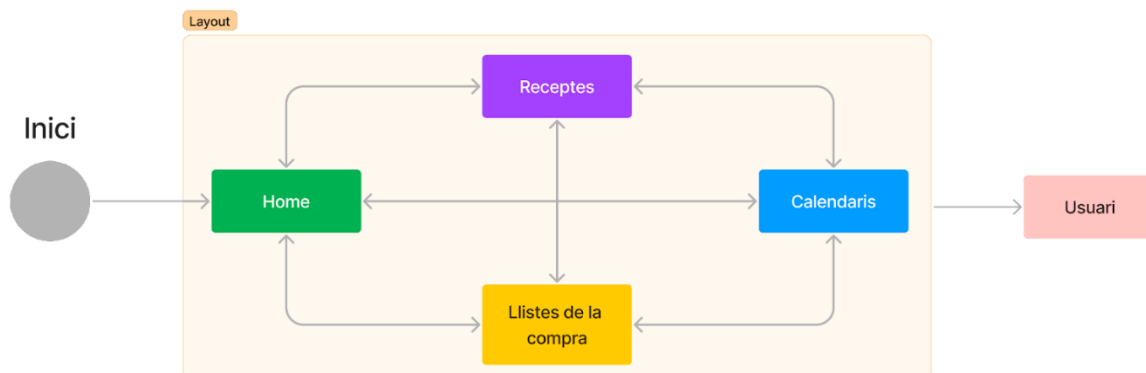 Layout
Receptes
Inici
Home
Calendaris
Usuari
Llistes de la
compra